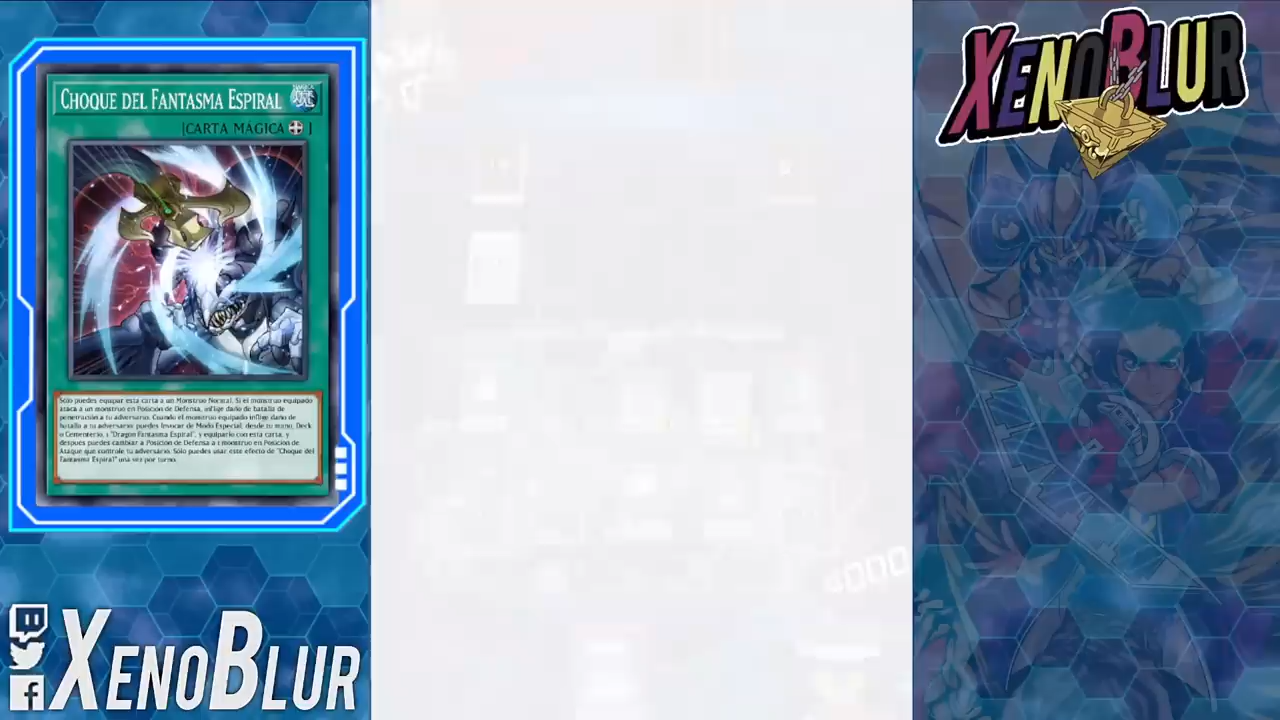 CHOQUE DEL FANTASMA ESPIRAL
[CARTA MÁGICA ]
Sólo puedes equipar esta carta a un Monstruo Normal. Si el monstruo equipado
ataca a un monstruo en Posición de Defensa, inflige daño de batalla de
penetración a tu adversario. Cuando el monstruo equipado inflige daño de
batalla a tu adversario: puedes Invocar de Modo Especial, desde tu mano, Deck
o Cementerio, 1 "Dragón Fantasma Espiral", y equiparlo con esta carta, y
después puedes cambiar a Posición de Defensa a 1 monstruo en Posición de
Ataque que controle tu adversario. Sólo puedes usar este efecto de "Choque del
Fantasma Espiral" una vez por turno.
XENOBLUR
XENOBLUR